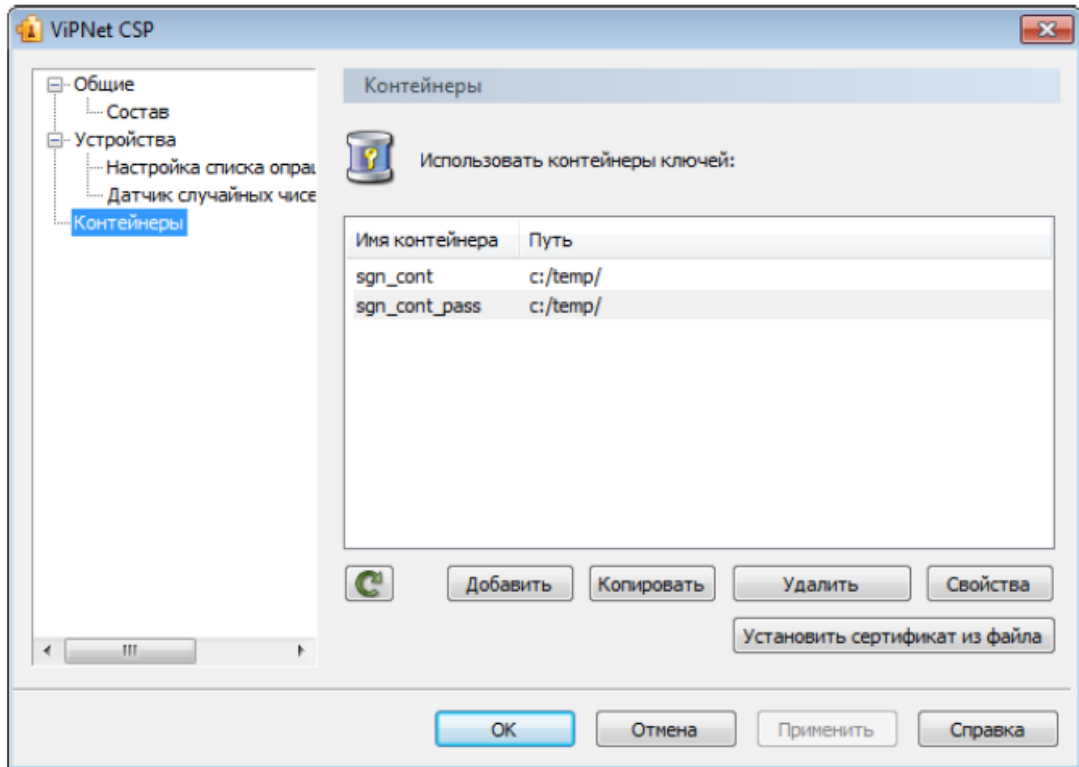 ViPNet CSP
Общие
Состав
Устройства
Настройка списка опра
Датчик случайных чисе
Контейнеры
Контейнеры
Использовать контейнеры ключей:
Имя контейнера Путь
sgn_cont c:/temp/
sgn_cont_pass c:/temp/
Добавить Копировать Удалить Свойства
Установить сертификат из файла
OK Отмена Применить Справка